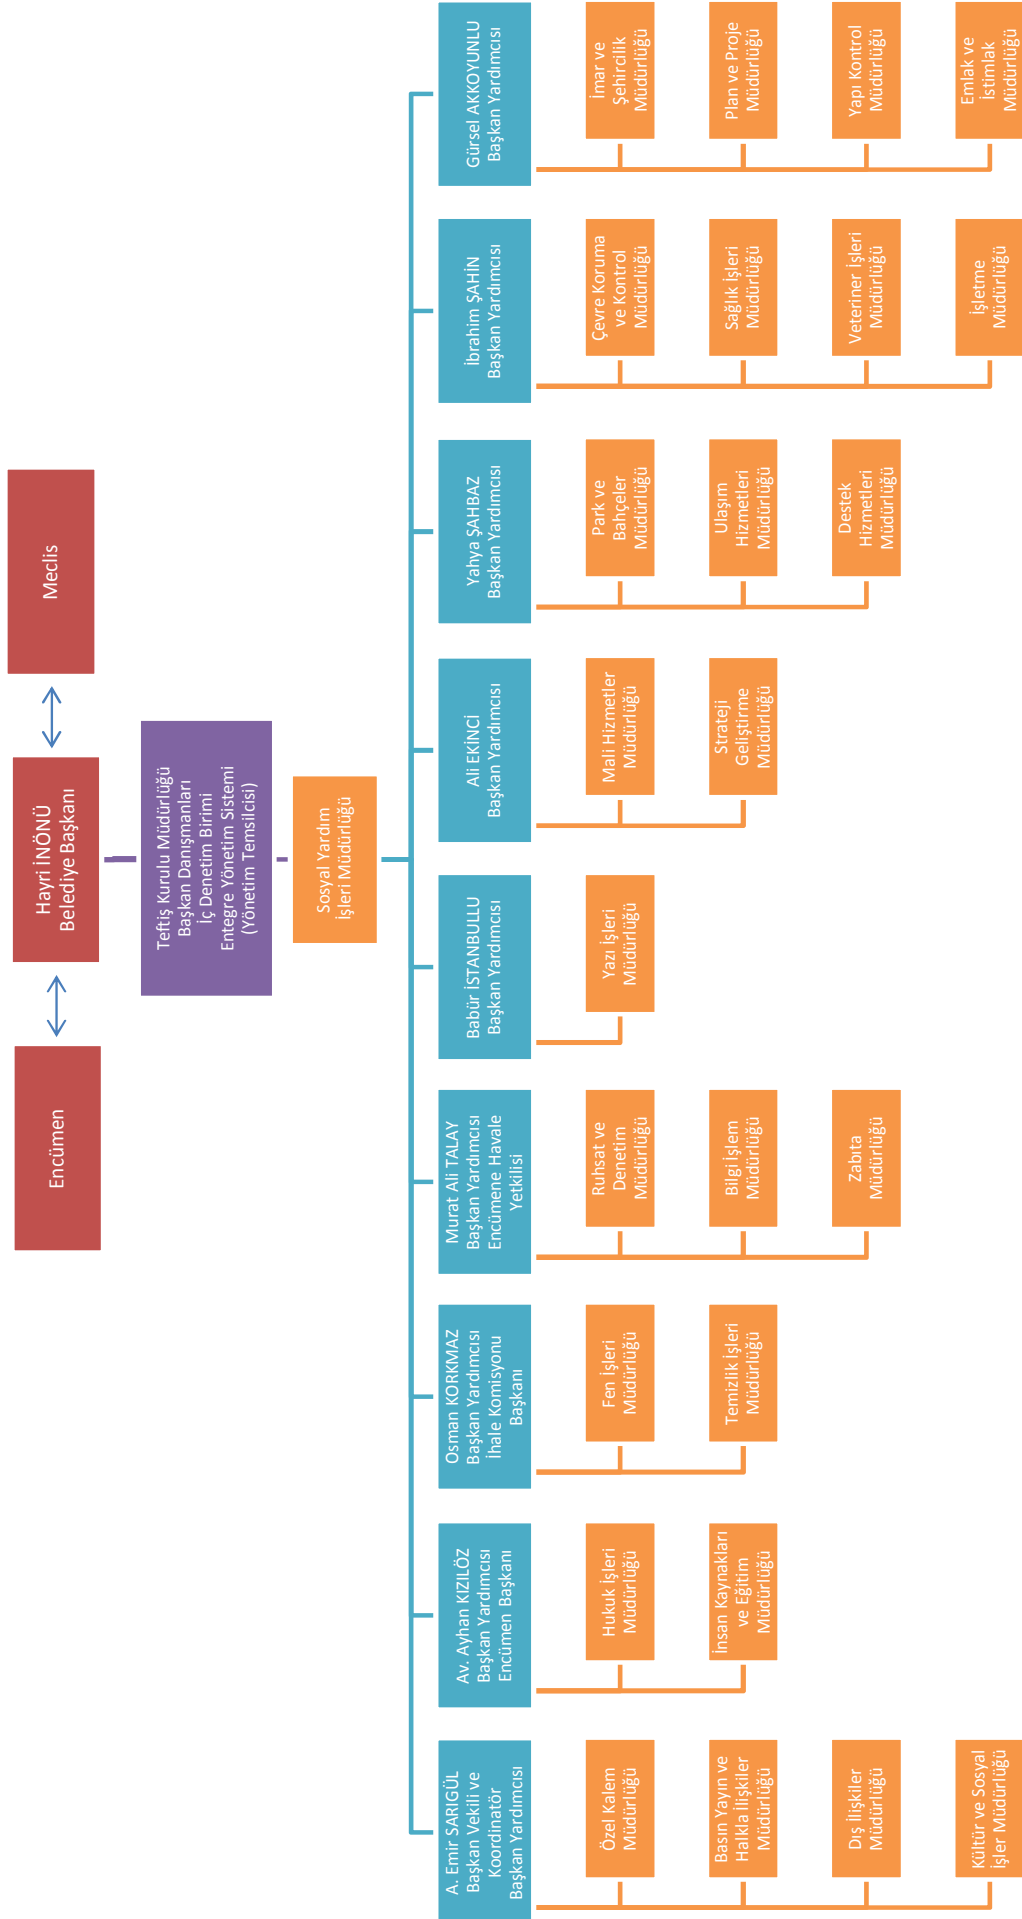 Encümen
Hayri İNÖNÜ
Belediye Başkanı
Meclis
Teftiş Kurulu Müdürlüğü
Başkan Danışmanları
İç Denetim Birimi
Entegre Yönetim Sistemi
(Yönetim Temsilcisi)
Sosyal Yardım
İşleri Müdürlüğü
A. Emir SARIGÜL
Başkan Vekili ve
Koordinatör
Başkan Yardımcısı
Özel Kalem
Müdürlüğü
Basın Yayın ve
Halkla İlişkiler
Müdürlüğü
Dış İlişkiler
Müdürlüğü
Kültür ve Sosyal
İşler Müdürlüğü
Av. Ayhan KIZILÖZ
Başkan Yardımcısı
Encümen Başkanı
Hukuk İşleri
Müdürlüğü
İnsan Kaynakları
ve Eğitim
Müdürlüğü
Osman KORKMAZ
Başkan Yardımcısı
İhale Komisyonu
Başkanı
Fen İşleri
Müdürlüğü
Temizlik İşleri
Müdürlüğü
Murat Ali TALAY
Başkan Yardımcısı
Encümene Havale
Yetkilisi
Ruhsat ve
Denetim
Müdürlüğü
Bilgi İşlem
Müdürlüğü
Zabıta
Müdürlüğü
Babür İSTANBULLU
Başkan Yardımcısı
Yazı İşleri
Müdürlüğü
Ali EKİNCİ
Başkan Yardımcısı
Mali Hizmetler
Müdürlüğü
Strateji
Geliştirme
Müdürlüğü
Yahya ŞAHBAZ
Başkan Yardımcısı
Park ve
Bahçeler
Müdürlüğü
Ulaşım
Hizmetleri
Müdürlüğü
Destek
Hizmetleri
Müdürlüğü
İbrahim ŞAHİN
Başkan Yardımcısı
Çevre Koruma
ve Kontrol
Müdürlüğü
Sağlık İşleri
Müdürlüğü
Veteriner İşleri
Müdürlüğü
İşletme
Müdürlüğü
Gürsel AKKOYUNLU
Başkan Yardımcısı
İmar ve
Şehircilik
Müdürlüğü
Plan ve Proje
Müdürlüğü
Yapı Kontrol
Müdürlüğü
Emlak ve
İstimlak
Müdürlüğü